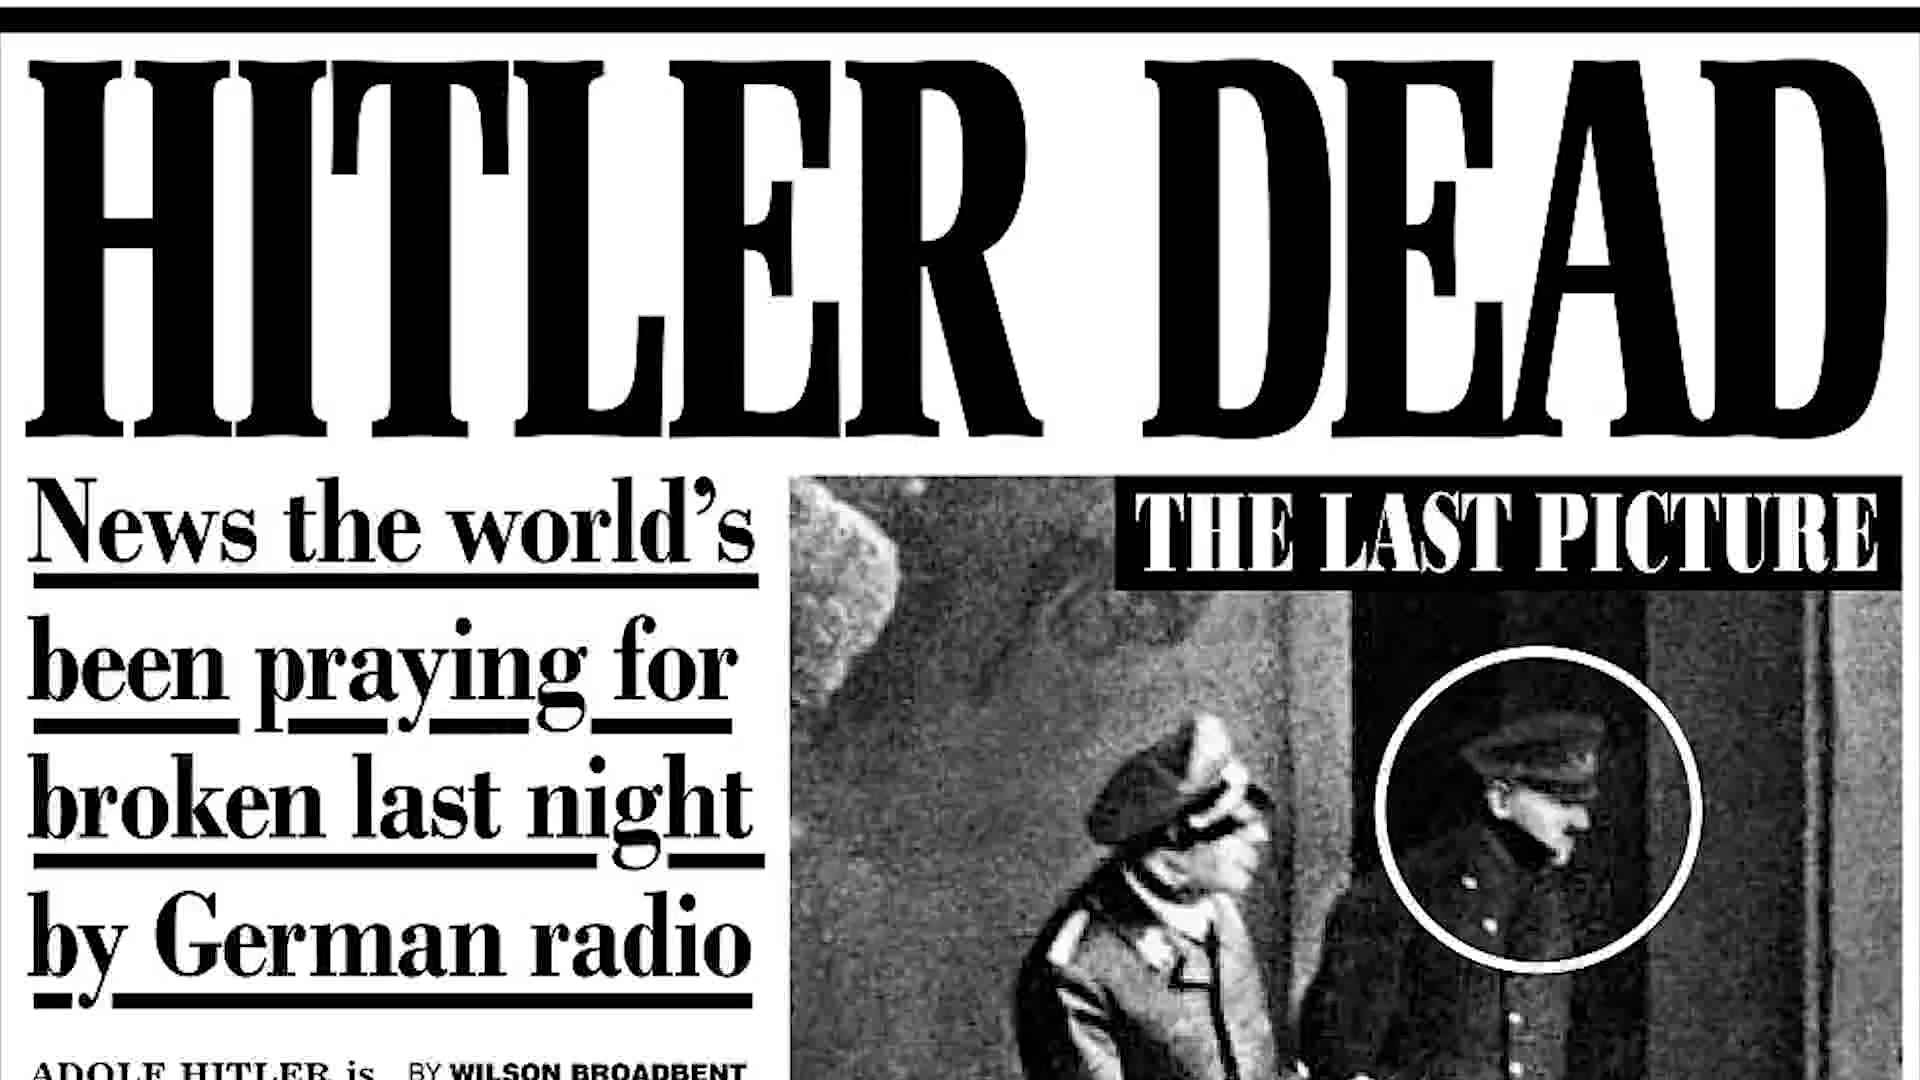 HITLER DEAD
News the world's
been praying for
broken last night
by German radio
THE LAST PICTURE
ADOLF HITLER is
BY WILSON BROADBENT